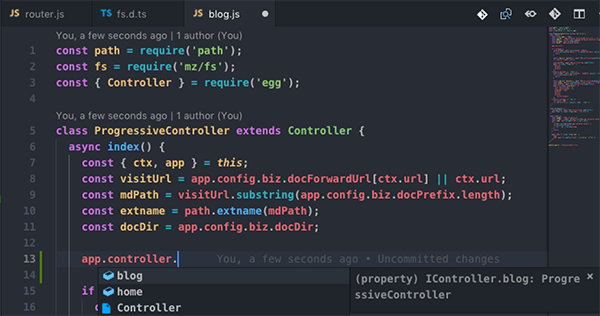 JS router.js TS fs.d.ts JS blog.js
You, a few seconds ago | 1 author (You)
1 const path = require('path');
2 const fs = require('mz/fs');
3 const { Controller } = require('egg');
4
You, a few seconds ago | 1 author (You)
5 class ProgressiveController extends Controller {
6 async index() {
7 const { ctx, app } = this;
8 const visitUrl = app.config.biz.docForwardUrl[ctx.url] || ctx.url;
9 const mdPath = visitUrl.substring(app.config.biz.docPrefix.length);
10 const extname = path.extname(mdPath);
11 const docDir = app.config.biz.docDir;
12
13 app.controller. You, a few seconds ago • Uncommitted changes
14 blog (property) IController.blog: Progre
15 if home ssiveController
16 Controller